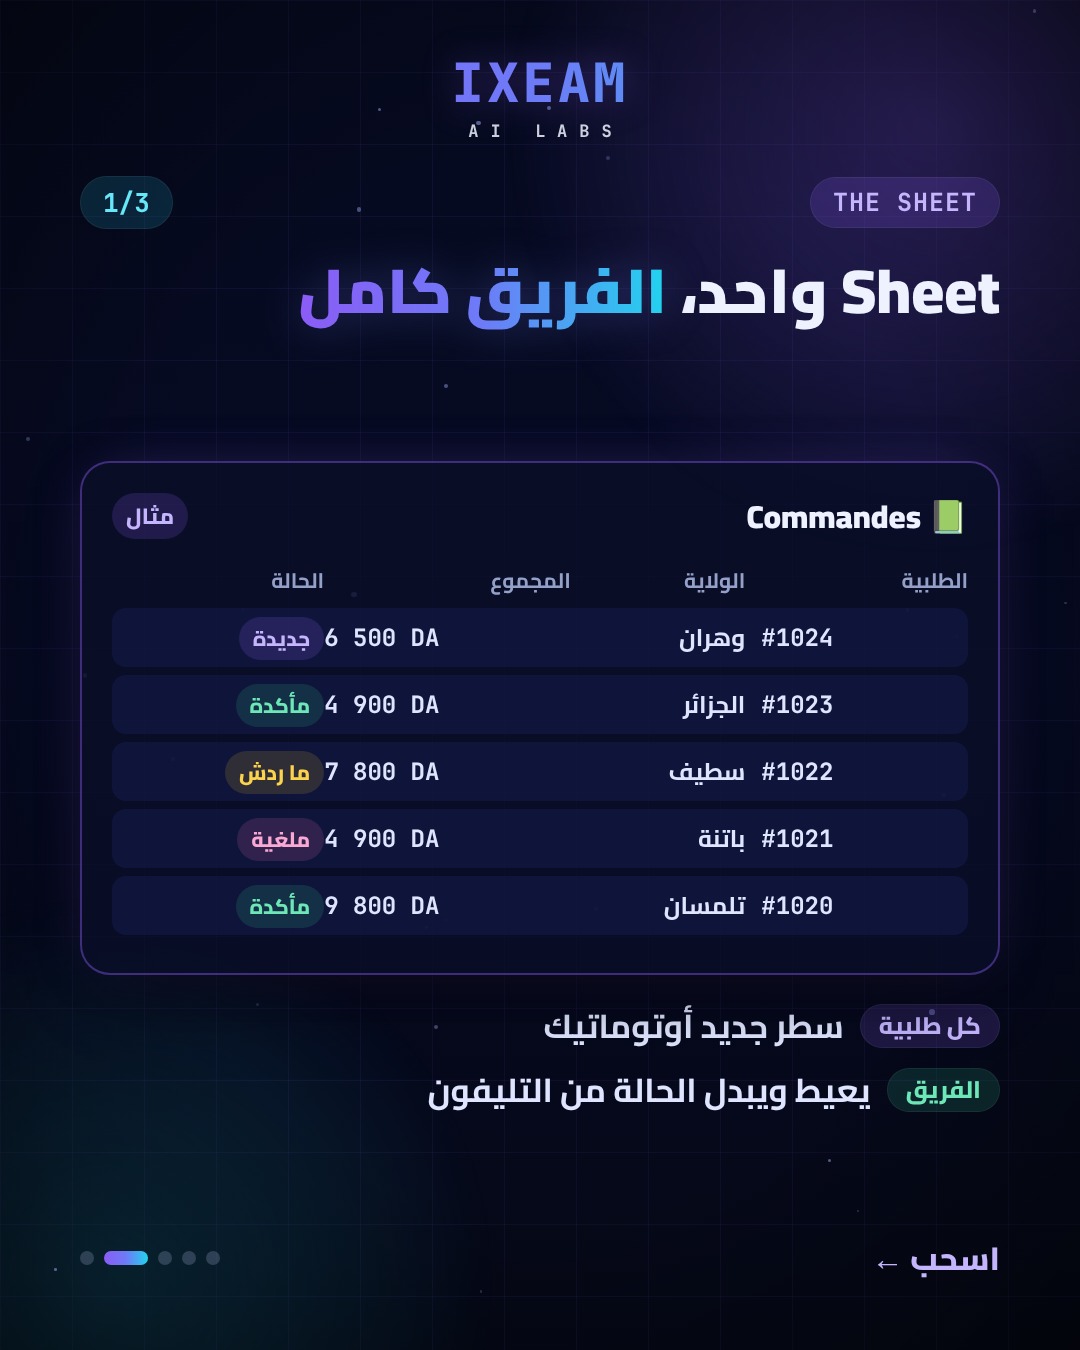 IXEAM
AI LABS
THE SHEET
1/3
Sheet واحد، الفريق كامل
📗 Commandes
مثال
الطلبية الولاية المجموع الحالة
#1024 وهران 6 500 DA جديدة
#1023 الجزائر 4 900 DA مأكدة
#1022 سطيف 7 800 DA ما ردش
#1021 باتنة 4 900 DA ملغية
#1020 تلمسان 9 800 DA مأكدة
كل طلبية سطر جديد أوتوماتيك
الفريق يعيط ويبدل الحالة من التليفون
اسحب ←